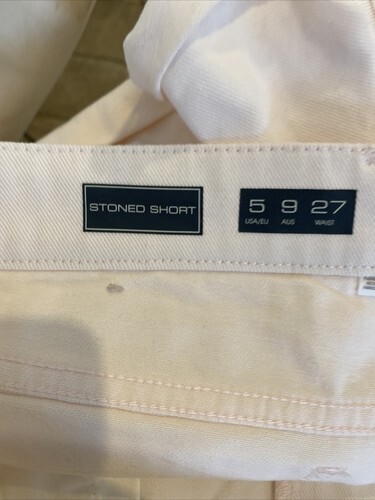 STONED SHORT
5 9 27
USA/EU AUS WAIST